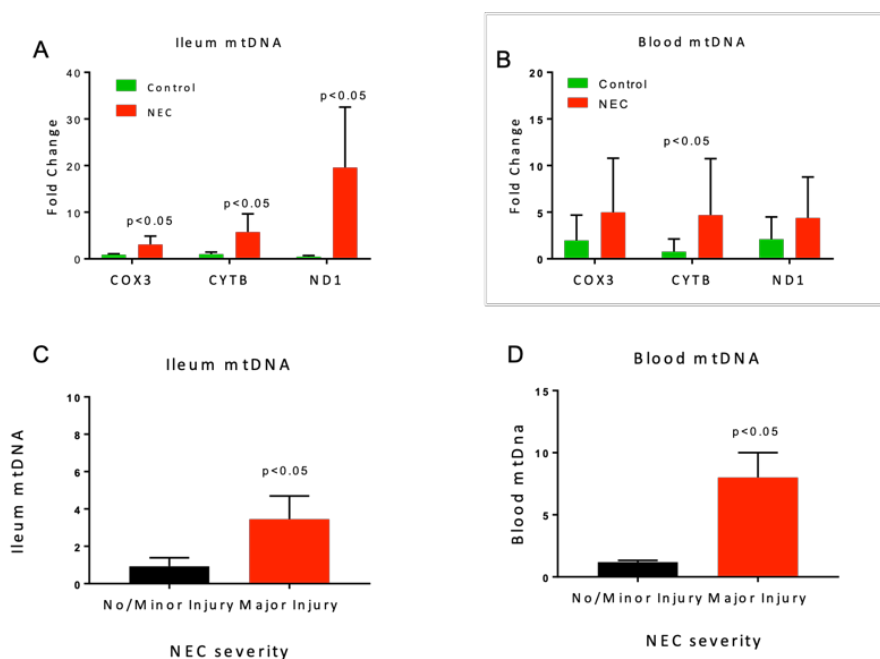 A
Ileum mtDNA
40
30
20
10
0
Fold Change
Control
NEC
p<0.05
p<0.05
p<0.05
COX3 CYTB ND1
B
Blood mtDNA
20
15
10
5
0
Fold Change
Control
NEC
p<0.05
COX3 CYTB ND1
C
Ileum mtDNA
10
8
6
4
2
0
Ileum mtDNA
p<0.05
No/Minor Injury Major Injury
NEC severity
D
Blood mtDNA
15
10
5
0
Blood mtDna
p<0.05
No/Minor Injury Major Injury
NEC severity